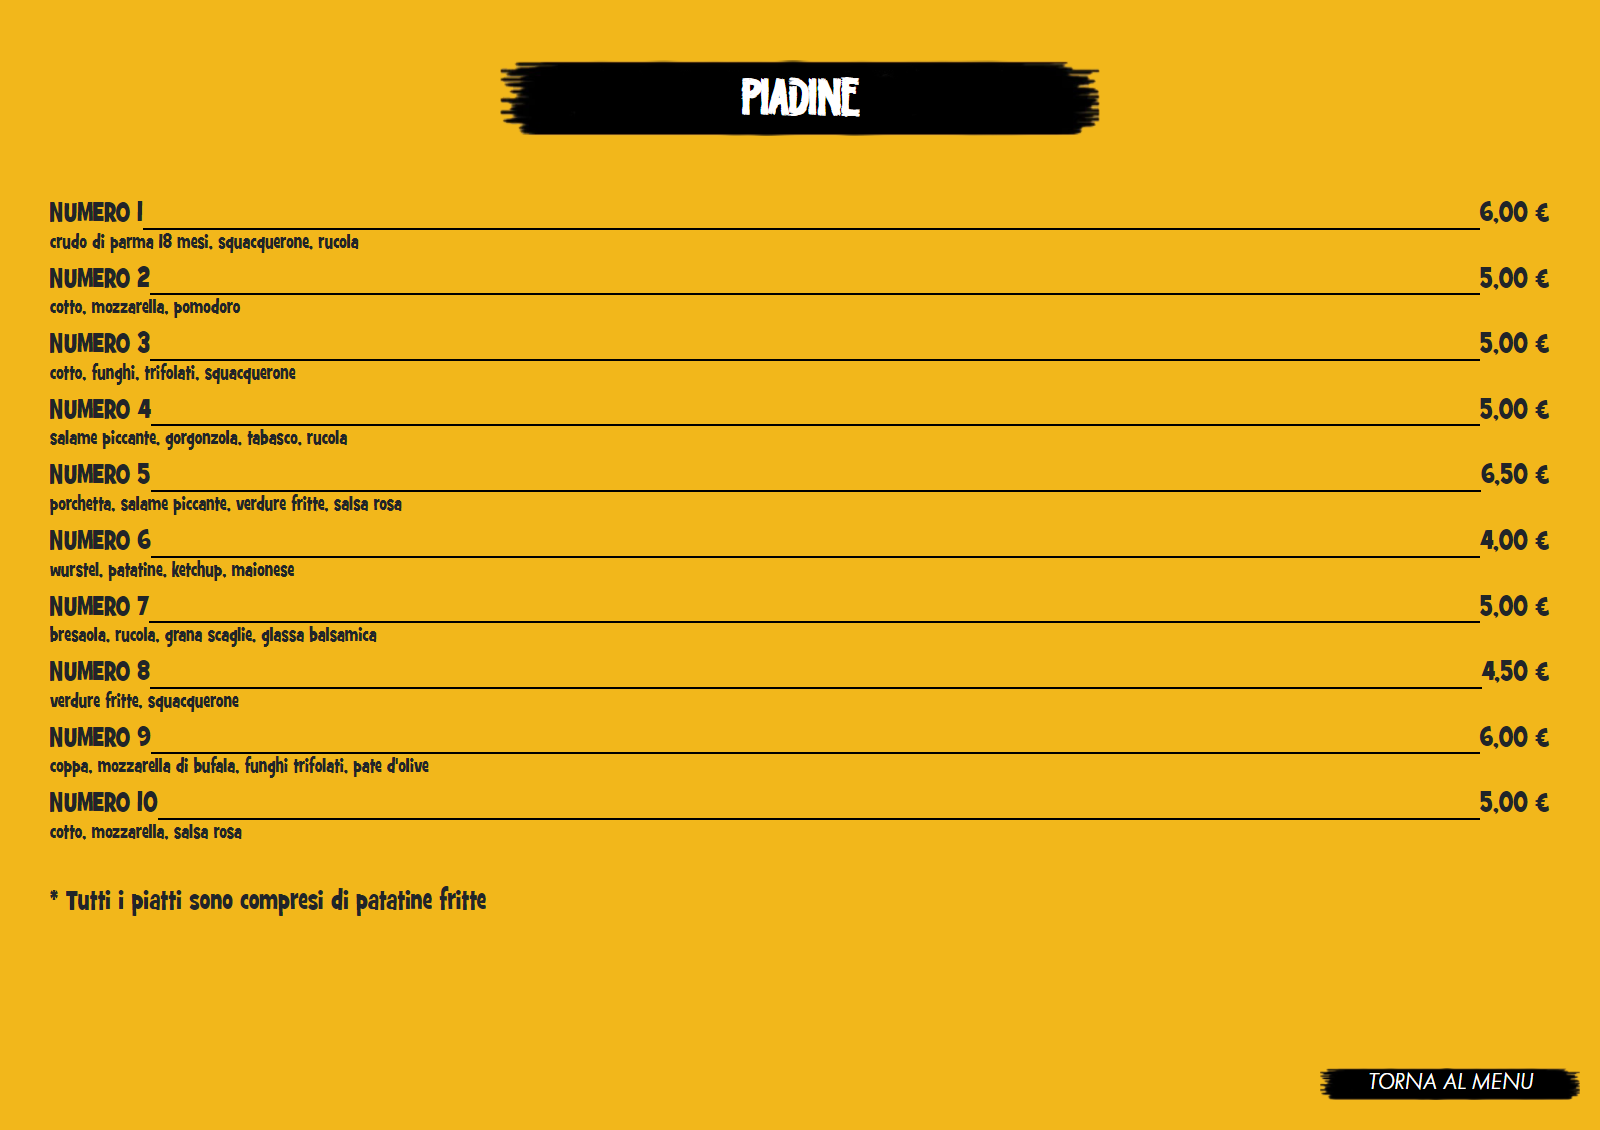 PIADINE
NUMERO 1 6,00 €
crudo di parma 18 mesi, squacquerone, rucola
NUMERO 2 5,00 €
cotto, mozzarella, pomodoro
NUMERO 3 5,00 €
cotto, funghi, trifolati, squacquerone
NUMERO 4 5,00 €
salame piccante, gorgonzola, tabasco, rucola
NUMERO 5 6,50 €
porchetta, salame piccante, verdure fritte, salsa rosa
NUMERO 6 4,00 €
wurstel, patatine, ketchup, maionese
NUMERO 7 5,00 €
bresaola, rucola, grana scaglie, glassa balsamica
NUMERO 8 4,50 €
verdure fritte, squacquerone
NUMERO 9 6,00 €
coppa, mozzarella di bufala, funghi trifolati, pate d'olive
NUMERO 10 5,00 €
cotto, mozzarella, salsa rosa
* Tutti i piatti sono compresi di patatine fritte
TORNA AL MENU